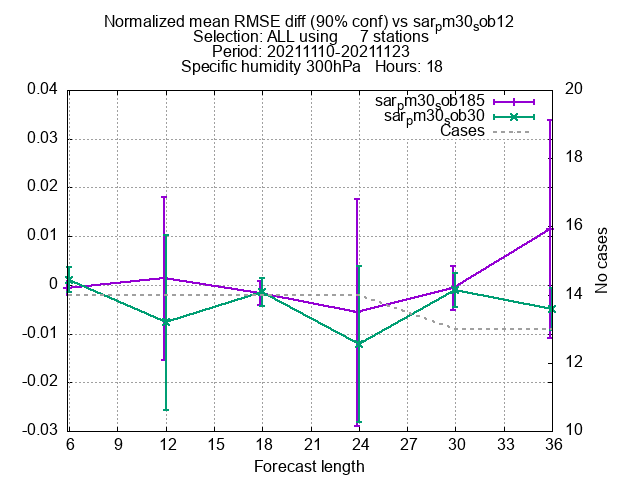 Normalized mean RMSE diff (90% conf) vs sarpm30sob12
Selection: ALL using 7 stations
Period: 20211110-20211123
Specific humidity 300hPa Hours: 18
sarpm30sob185
sarpm30sob30
Cases
0.04
0.03
0.02
0.01
0
-0.01
-0.02
-0.03
20
18
16
14
12
10
No cases
6 9 12 15 18 21 24 27 30 33 36
Forecast length